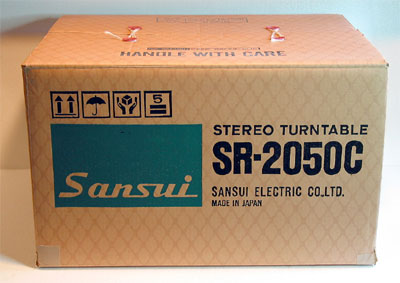 HANDLE WITH CARE
5
STEREO TURNTABLE
SR-2050C
Sansui
SANSUI ELECTRIC CO.,LTD.
MADE IN JAPAN